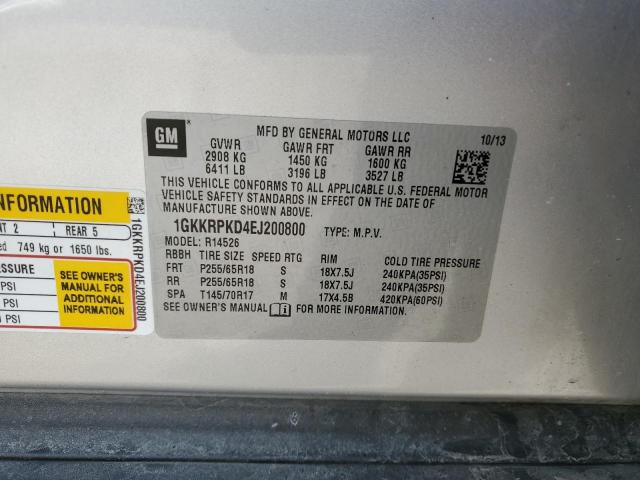 GM
MFD BY GENERAL MOTORS LLC 10/13
GVWR GAWR FRT GAWR RR
2908 KG 1450 KG 1600 KG
6411 LB 3196 LB 3527 LB
THIS VEHICLE CONFORMS TO ALL APPLICABLE U.S. FEDERAL MOTOR
VEHICLE SAFETY STANDARDS IN EFFECT ON THE DATE OF
MANUFACTURE SHOWN ABOVE.
1GKKRPKD4EJ200800 TYPE: M.P.V.
MODEL: R14526
RBBH TIRE SIZE SPEED RTG RIM COLD TIRE PRESSURE
FRT P255/65R18 S 18X7.5J 240KPA(35PSI)
RR P255/65R18 S 18X7.5J 240KPA(35PSI)
SPA T145/70R17 M 17X4.5B 420KPA(60PSI)
SEE OWNER'S MANUAL FOR MORE INFORMATION.
INFORMATION
2 REAR 5
749 kg or 1650 lbs.
PSI
PSI
PSI
SEE OWNER'S
MANUAL FOR
ADDITIONAL
INFORMATION
1GKKRPKD4EJ200800